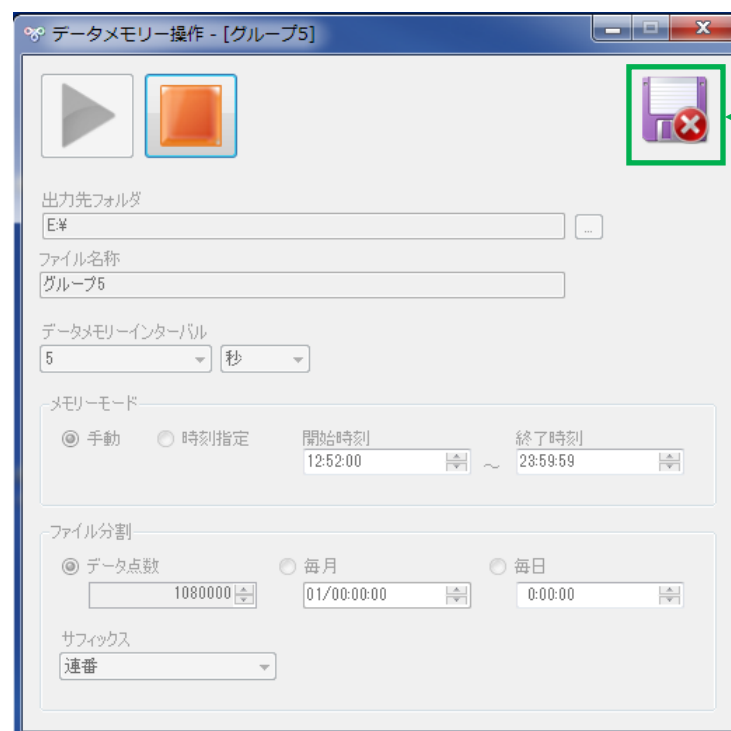 データメモリー操作 - [グループ5]
出力先フォルダ
E:¥
...
ファイル名称
グループ5
データメモリーインターバル
5 秒
メモリーモード
手動 時刻指定 開始時刻 終了時刻
12:52:00 ～ 23:59:59
ファイル分割
データ点数 毎月 毎日
1080000 01/00:00:00 0:00:00
サフィックス
連番